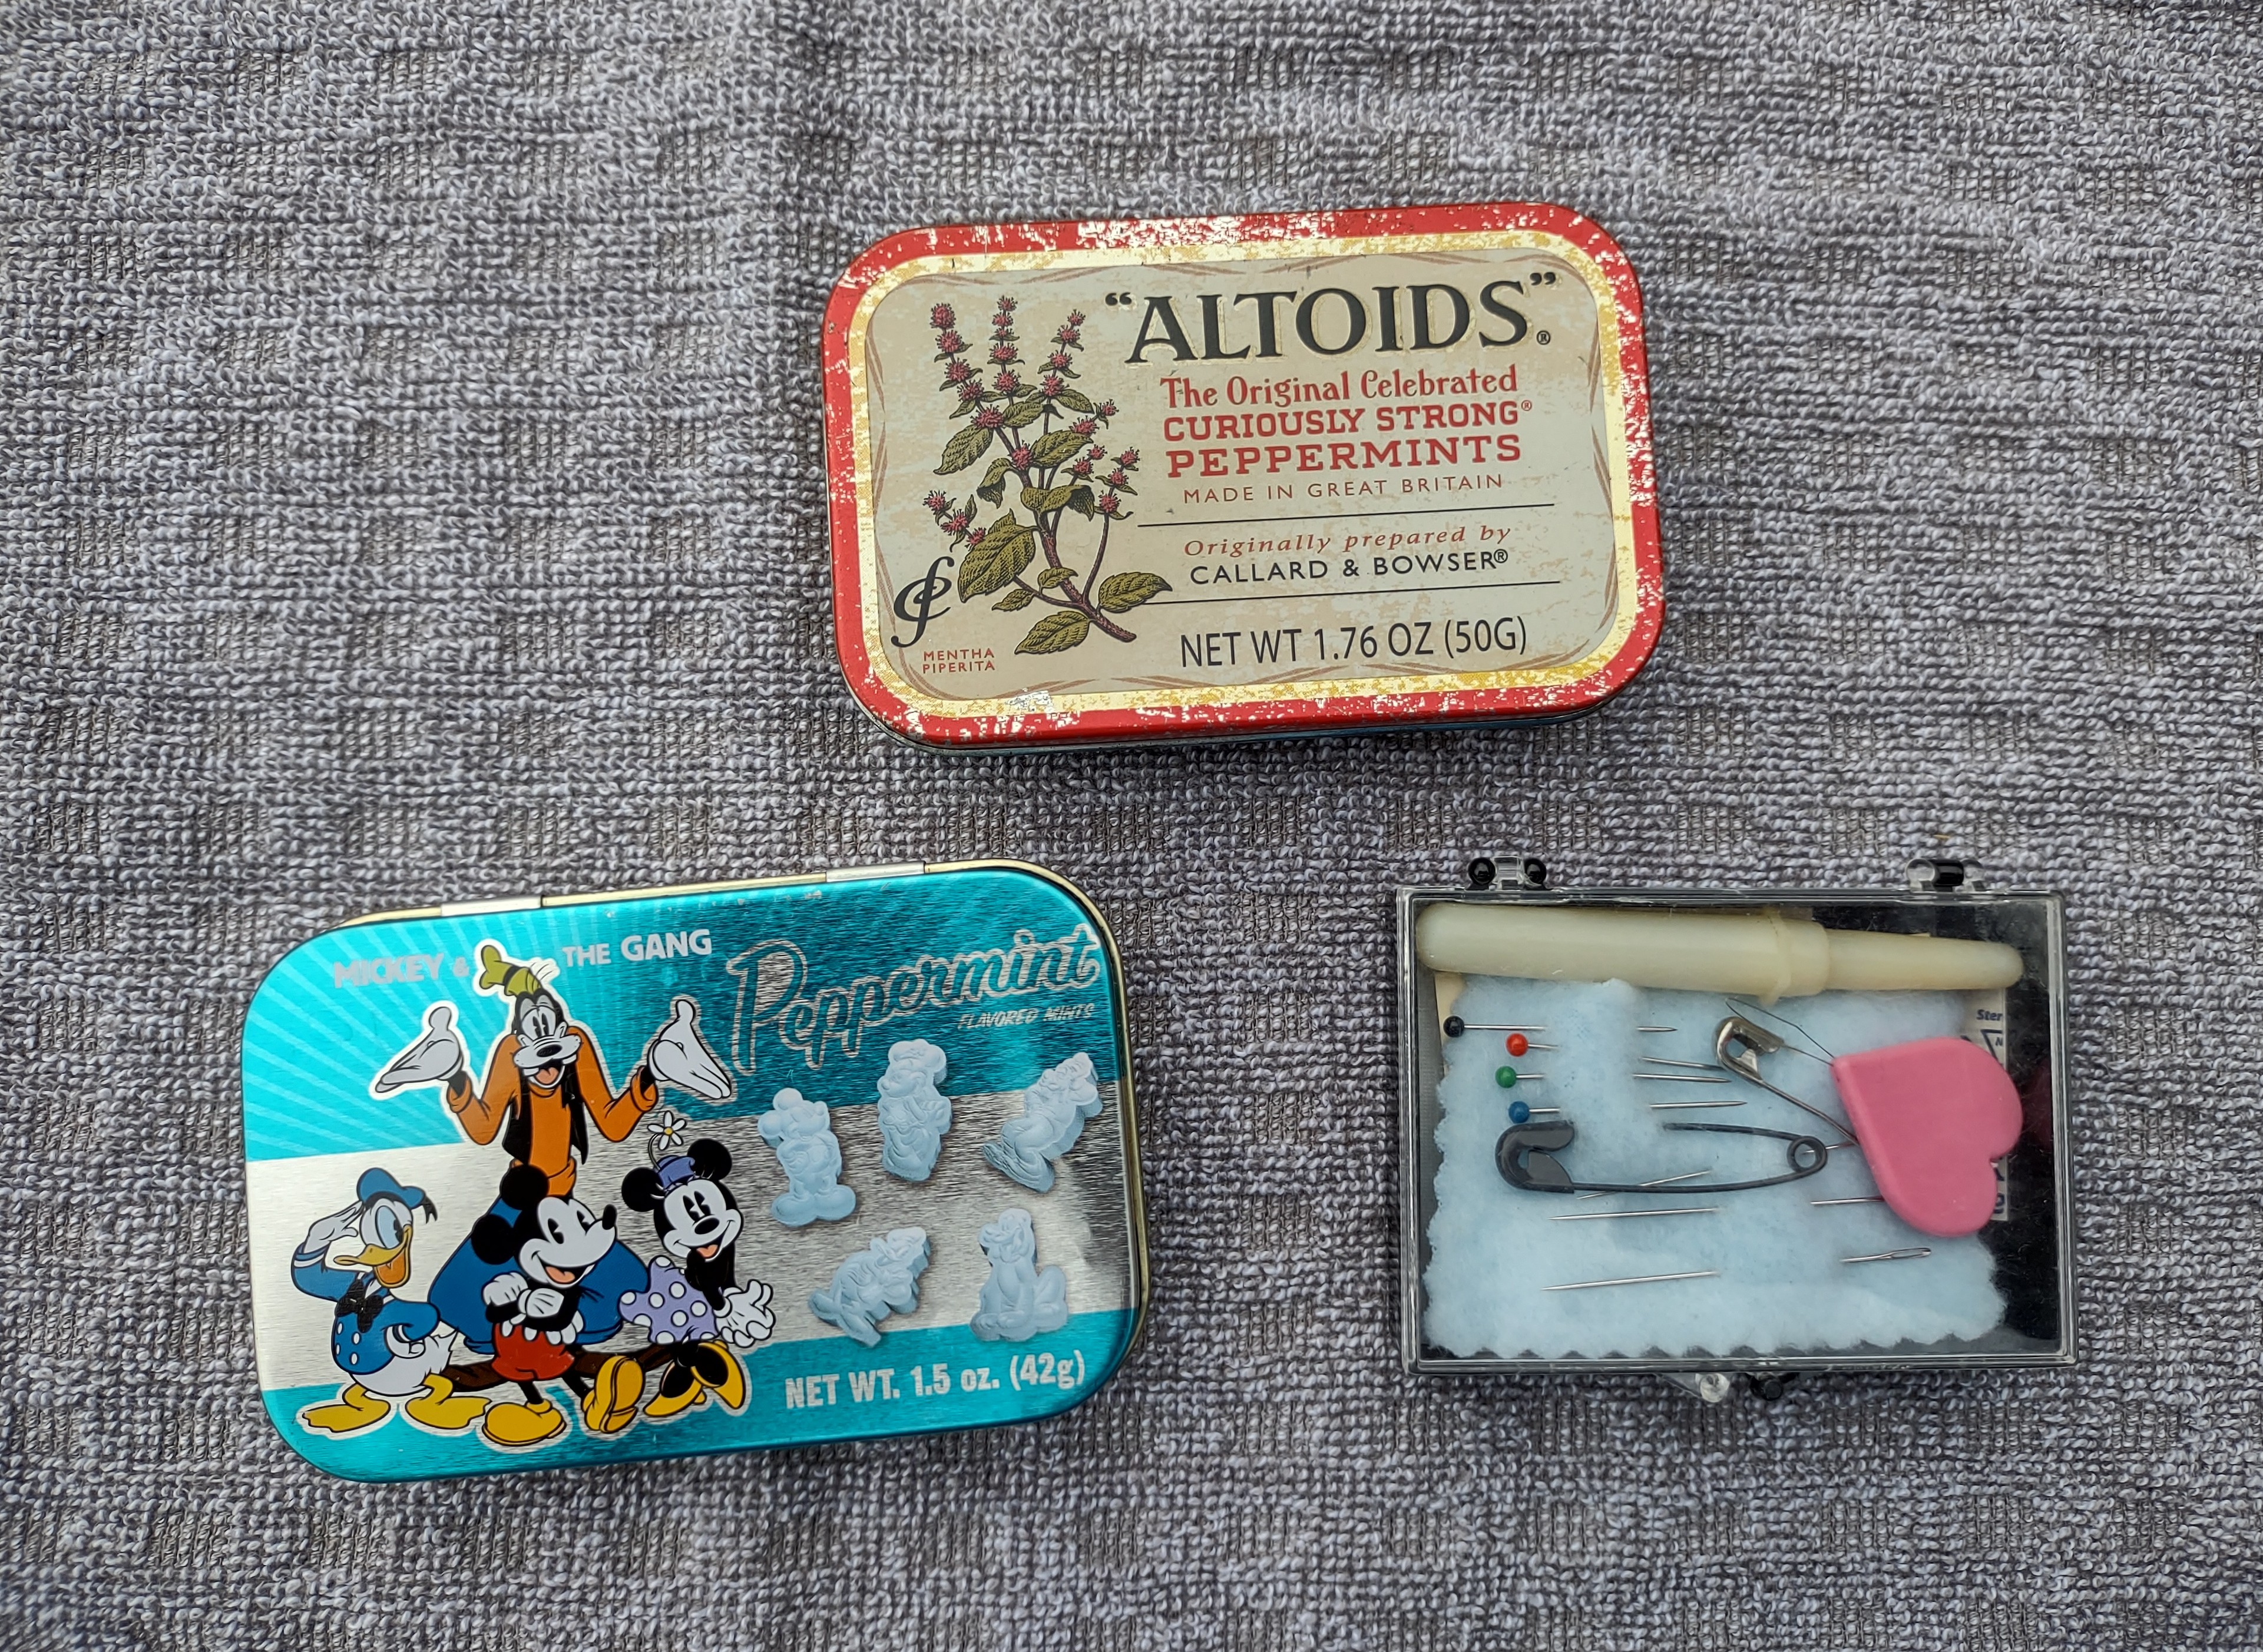 “ALTOIDS”®
The Original Celebrated
CURIOUSLY STRONG®
PEPPERMINTS
MADE IN GREAT BRITAIN
Originally prepared by
CALLARD & BOWSER®
NET WT 1.76 OZ (50G)
MENTHA
PIPERITA
MICKEY & THE GANG
Peppermint
FLAVORED MINTS
NET WT. 1.5 oz. (42g)